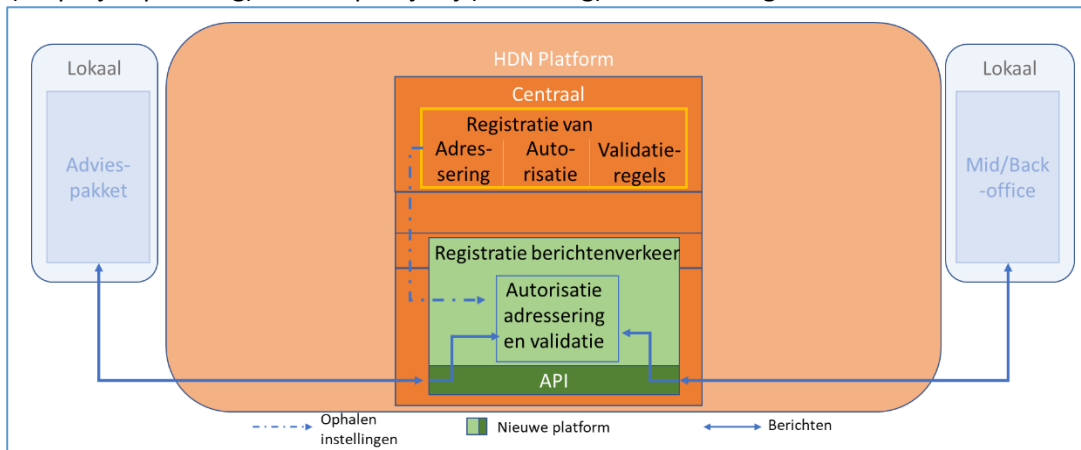 HDN Platform
Lokaal
Advies-
pakket
Centraal
Registratie van
Adres-
sering
Auto-
risatie
Validatie-
regels
Registratie berichtenverkeer
Autorisatie
adressering
en validatie
API
Lokaal
Mid/Back
-office
Ophalen
instellingen
Nieuwe platform
Berichten